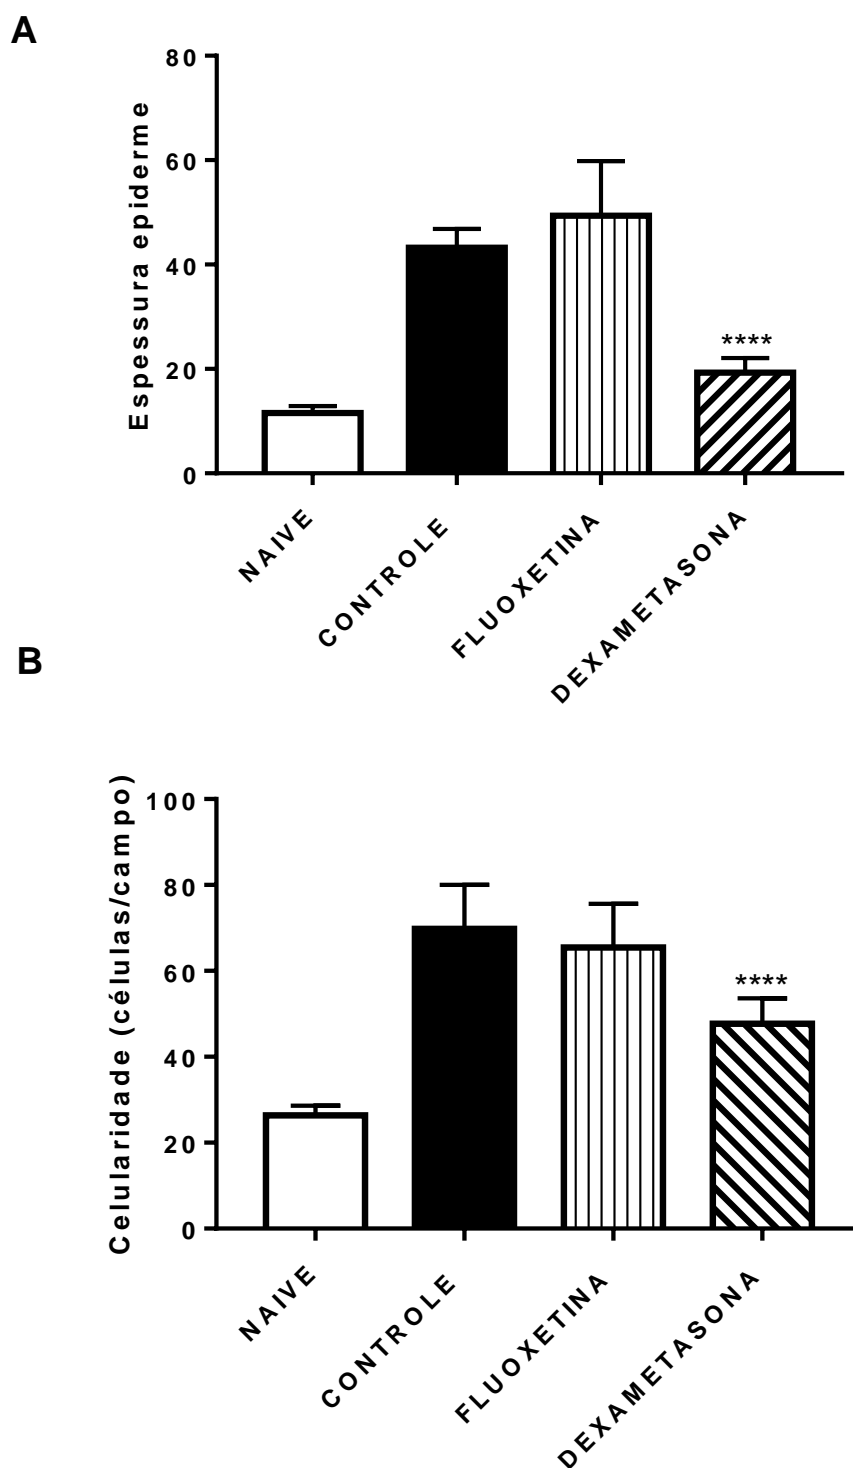 A
80
60
40
20
0
Espessura epiderme
****
NAIVE
CONTROLE
FLUOXETINA
DEXAMETASONA
B
100
80
60
40
20
0
Celularidade (células/campo)
****
NAIVE
CONTROLE
FLUOXETINA
DEXAMETASONA